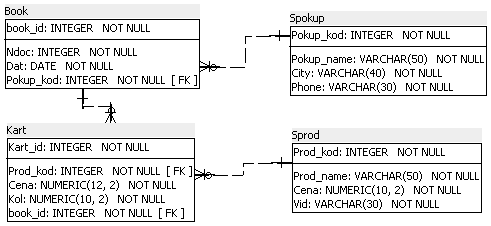 Book
book_id: INTEGER NOT NULL
Ndoc: INTEGER NOT NULL
Dat: DATE NOT NULL
Pokup_kod: INTEGER NOT NULL [ FK ]
Spokup
Pokup_kod: INTEGER NOT NULL
Pokup_name: VARCHAR(50) NOT NULL
City: VARCHAR(40) NOT NULL
Phone: VARCHAR(30) NOT NULL
Kart
Kart_id: INTEGER NOT NULL
Prod_kod: INTEGER NOT NULL [ FK ]
Cena: NUMERIC(12, 2) NOT NULL
Kol: NUMERIC(10, 2) NOT NULL
book_id: INTEGER NOT NULL [ FK ]
Sprod
Prod_kod: INTEGER NOT NULL
Prod_name: VARCHAR(50) NOT NULL
Cena: NUMERIC(10, 2) NOT NULL
Vid: VARCHAR(30) NOT NULL